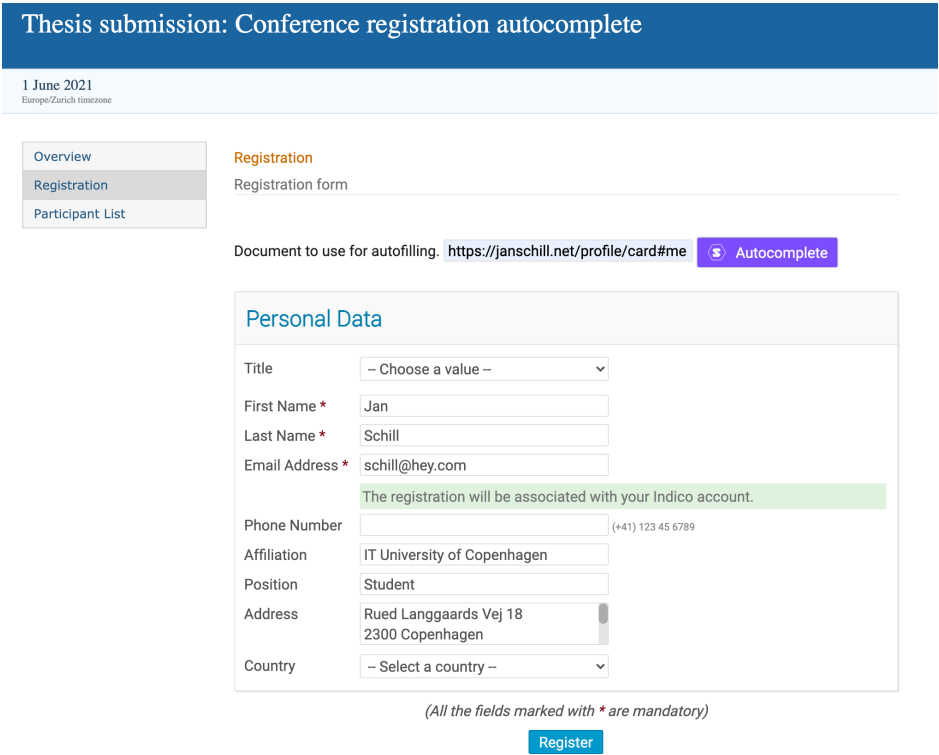 Thesis submission: Conference registration autocomplete
1 June 2021
Europe/Zurich timezone
Overview
Registration
Participant List
Registration
Registration form
Document to use for autofilling. https://janschill.net/profile/card#me Autocomplete
Personal Data
Title -- Choose a value --
First Name * Jan
Last Name * Schill
Email Address * schill@hey.com
The registration will be associated with your Indico account.
Phone Number (+41) 123 45 6789
Affiliation IT University of Copenhagen
Position Student
Address Rued Langgaards Vej 18
2300 Copenhagen
Country -- Select a country --
(All the fields marked with * are mandatory)
Register